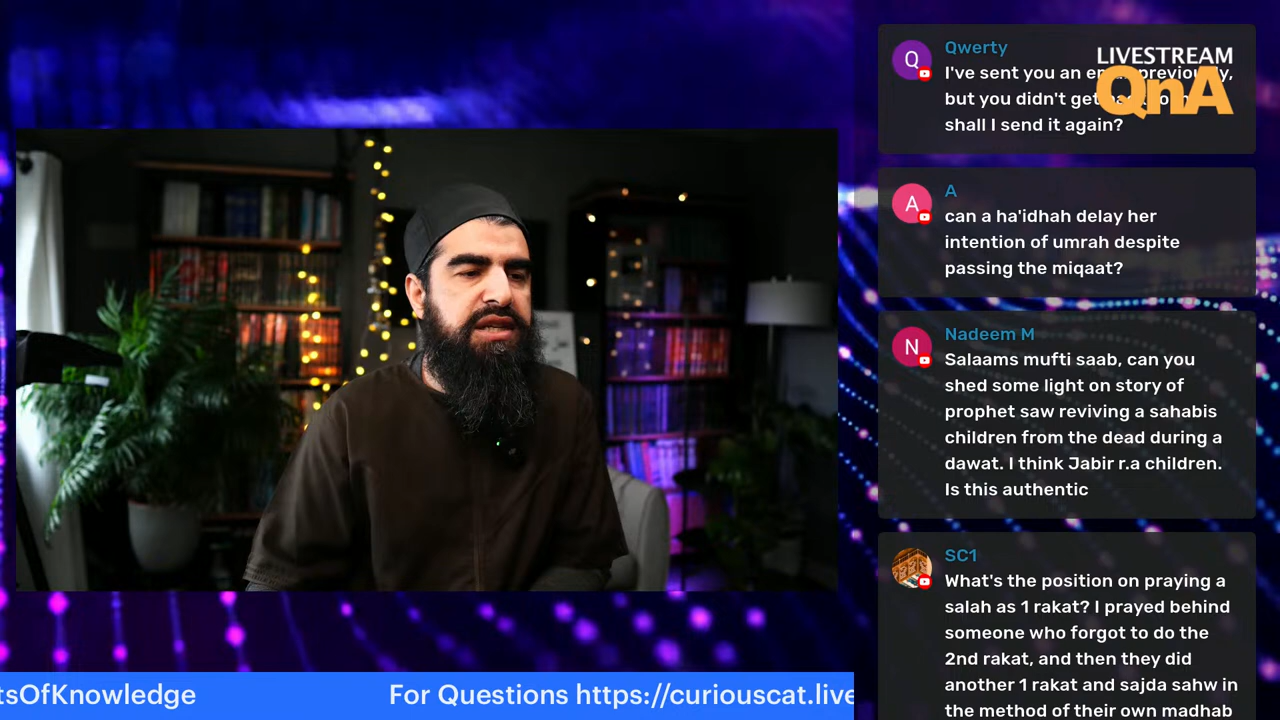 Qwerty
I've sent you an
but you didn't get
shall I send it again?
LIVESTREAM
QnA
A
A
can a ha'idhah delay her
intention of umrah despite
passing the miqaat?
Nadeem M
N
Salaams mufti saab, can you
shed some light on story of
prophet saw reviving a sahabis
children from the dead during a
dawat. I think Jabir r.a children.
Is this authentic
SC1
What's the position on praying a
salah as 1 rakat? I prayed behind
someone who forgot to do the
2nd rakat, and then they did
another 1 rakat and sajda sahw in
the method of their own madhab
tsOfKnowledge
For Questions https://curiouscat.live